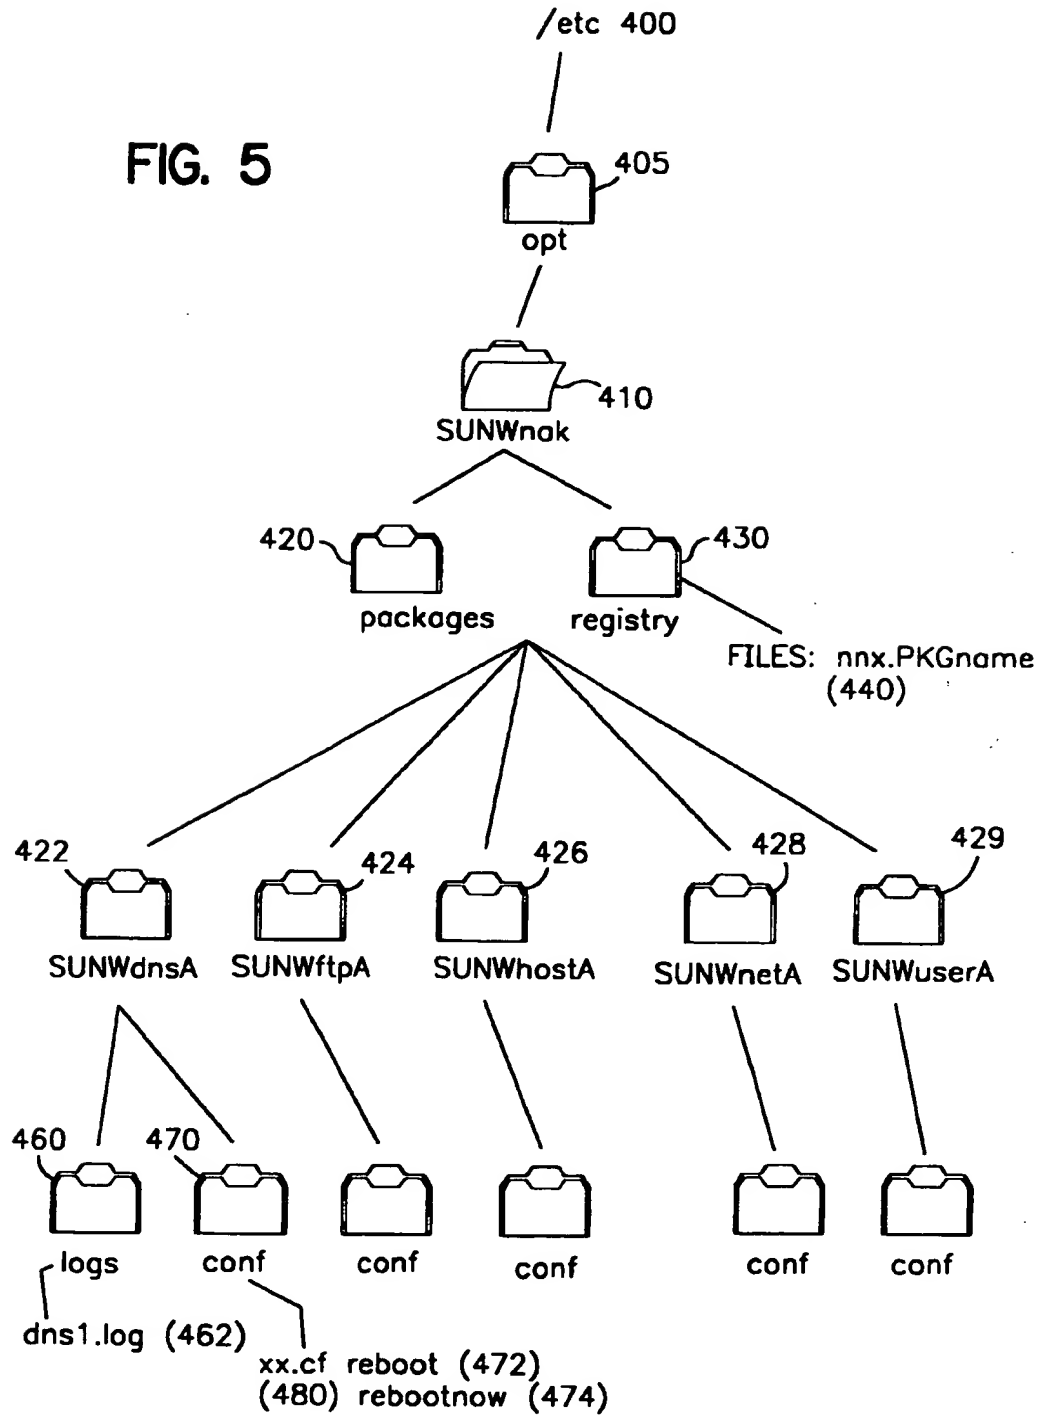 /etc 400
FIG. 5
405
opt
410
SUNWnak
420
430
packages
registry
FILES: nnx.PKGname
(440)
422
424
426
428
429
SUNWdnsA
SUNWftpA
SUNWhostA
SUNWnetA
SUNWuserA
460
470
logs
conf
conf
conf
conf
conf
dns1.log (462)
xx.cf reboot (472)
(480) rebootnow (474)